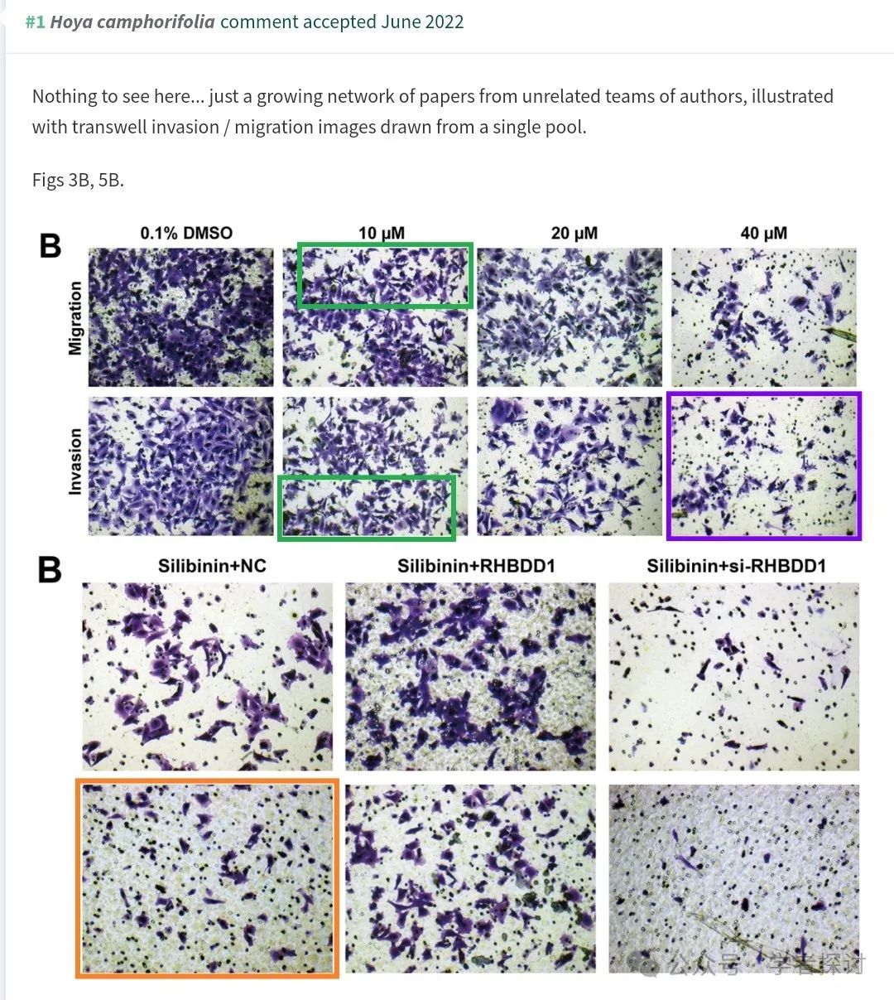 #1 Hoya camphorifolia comment accepted June 2022
Nothing to see here... just a growing network of papers from unrelated teams of authors, illustrated
with transwell invasion / migration images drawn from a single pool.
Figs 3B, 5B.
B
0.1% DMSO 10 µM 20 µM 40 µM
Migration
Invasion
B
Silibinin+NC Silibinin+RHBDD1 Silibinin+si-RHBDD1
公众号 学者探讨